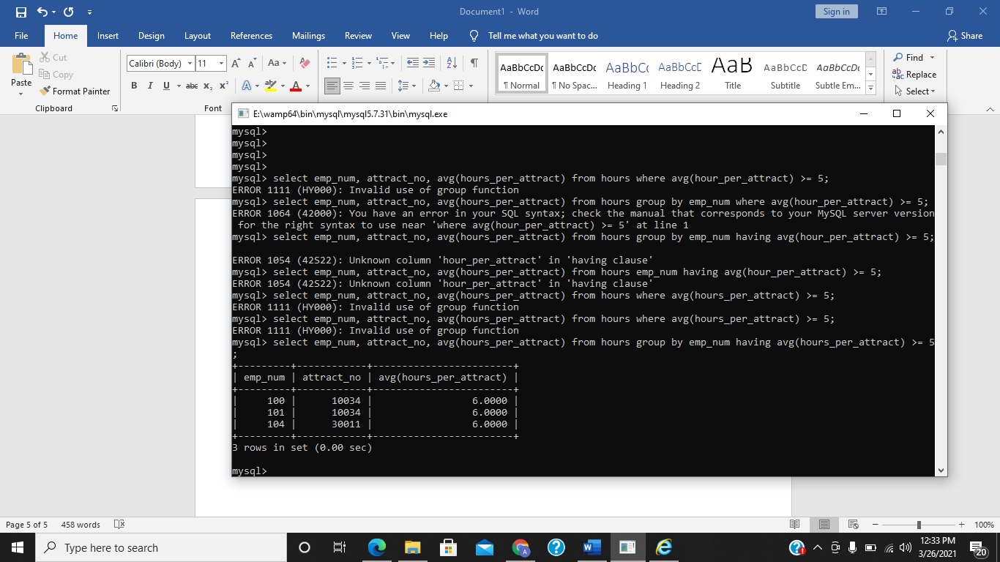 Document1 - Word
Sign in
File Home Insert Design Layout References Mailings Review View Help Tell me what you want to do Share
Paste
Cut
Copy
Format Painter
Clipboard
Calibri (Body) 11
B I U abc x₂ x²
Font
AaBbCcDc AaBbCcDc AaBbCc AaBbCcD AaB AaBbCcD AaBbCcDc
¶ Normal ¶ No Spac... Heading 1 Heading 2 Title Subtitle Subtle Em...
Find
Replace
Select
E:\wamp64\bin\mysql\mysql5.7.31\bin\mysql.exe
mysql>
mysql>
mysql>
mysql>
mysql> select emp_num, attract_no, avg(hours_per_attract) from hours where avg(hour_per_attract) >= 5;
ERROR 1111 (HY000): Invalid use of group function
mysql> select emp_num, attract_no, avg(hours_per_attract) from hours group by emp_num where avg(hour_per_attract) >= 5;
ERROR 1064 (42000): You have an error in your SQL syntax; check the manual that corresponds to your MySQL server version
for the right syntax to use near 'where avg(hour_per_attract) >= 5' at line 1
mysql> select emp_num, attract_no, avg(hours_per_attract) from hours group by emp_num having avg(hour_per_attract) >= 5;
ERROR 1054 (42S22): Unknown column 'hour_per_attract' in 'having clause'
mysql> select emp_num, attract_no, avg(hours_per_attract) from hours emp_num having avg(hour_per_attract) >= 5;
ERROR 1054 (42S22): Unknown column 'hour_per_attract' in 'having clause'
mysql> select emp_num, attract_no, avg(hours_per_attract) from hours where avg(hours_per_attract) >= 5;
ERROR 1111 (HY000): Invalid use of group function
mysql> select emp_num, attract_no, avg(hours_per_attract) from hours where avg(hours_per_attract) >= 5;
ERROR 1111 (HY000): Invalid use of group function
mysql> select emp_num, attract_no, avg(hours_per_attract) from hours group by emp_num having avg(hours_per_attract) >= 5
;
+---------+------------+------------------------+
| emp_num | attract_no | avg(hours_per_attract) |
+---------+------------+------------------------+
| 100 | 10034 | 6.0000 |
| 101 | 10034 | 6.0000 |
| 104 | 30011 | 6.0000 |
+---------+------------+------------------------+
3 rows in set (0.00 sec)
mysql>
Page 5 of 5 458 words
100%
Type here to search
12:33 PM
3/26/2021
20